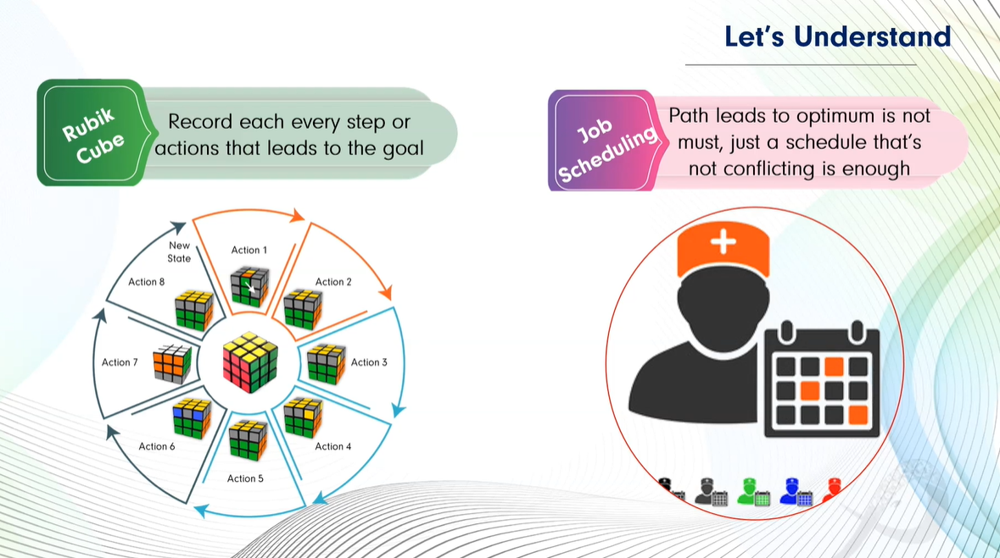 Let's Understand
Rubik
Cube
Record each every step or
actions that leads to the goal
Job
Scheduling
Path leads to optimum is not
must, just a schedule that's
not conflicting is enough
New
State
Action 1
Action 2
Action 3
Action 4
Action 5
Action 6
Action 7
Action 8